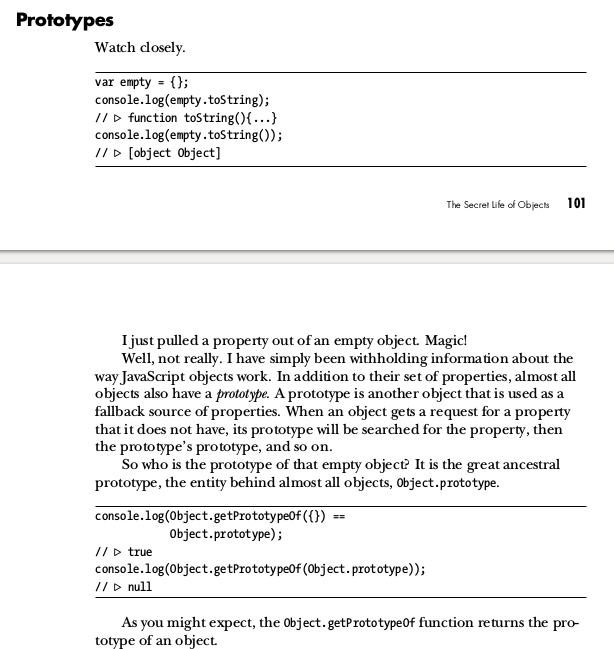 Prototypes
Watch closely.
var empty = {};
console.log(empty.toString);
// ▷ function toString(){...}
console.log(empty.toString());
// ▷ [object Object]
The Secret Life of Objects 101
I just pulled a property out of an empty object. Magic!
Well, not really. I have simply been withholding information about the
way JavaScript objects work. In addition to their set of properties, almost all
objects also have a prototype. A prototype is another object that is used as a
fallback source of properties. When an object gets a request for a property
that it does not have, its prototype will be searched for the property, then
the prototype's prototype, and so on.
So who is the prototype of that empty object? It is the great ancestral
prototype, the entity behind almost all objects, Object.prototype.
console.log(Object.getPrototypeOf({}) ==
Object.prototype);
// ▷ true
console.log(Object.getPrototypeOf(Object.prototype));
// ▷ null
As you might expect, the Object.getPrototypeOf function returns the pro-
totype of an object.